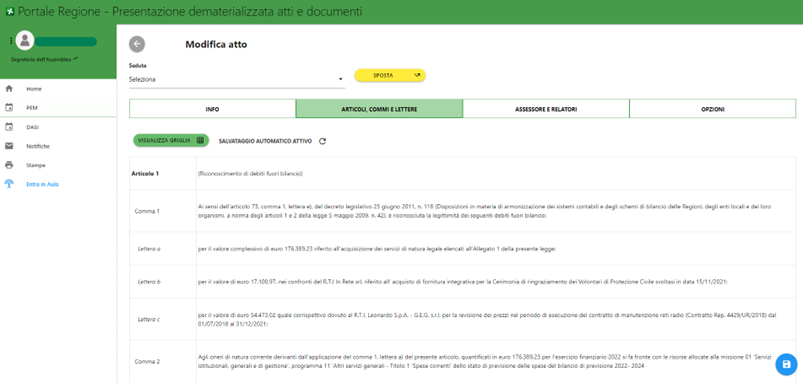 Portale Regione - Presentazione dematerializzata atti e documenti
Segreteria dell'Assemblea
Home
PEM
DASI
Notifiche
Stampe
Entra in Aula
Modifica atto
Seduta
Seleziona
SPOSTA
INFO
ARTICOLI, COMMI E LETTERE
ASSESSORE E RELATORI
OPZIONI
VISUALIZZA GRIGLIA
SALVATAGGIO AUTOMATICO ATTIVO
Articolo 1
(Riconoscimento di debiti fuori bilancio)
Comma 1
Ai sensi dell'articolo 73, comma 1, lettera e), del decreto legislativo 23 giugno 2011, n. 118 (Disposizioni in materia di armonizzazione dei sistemi contabili e degli schemi di bilancio delle Regioni, degli enti locali e dei loro
organismi, a norma degli articoli 1 e 2 della legge 5 maggio 2009, n. 42), è riconosciuta la legittimità dei seguenti debiti fuori bilancio:
Lettera a
per il valore complessivo di euro 176.389,23 riferito all'acquisizione dei servizi di natura legale elencati all'Allegato 1 della presente legge;
Lettera b
per il valore di euro 17.108,97, nei confronti del R.T.I In Rete srl, riferito all' acquisto di fornitura integrativa per la Cerimonia di ringraziamento dei Volontari di Protezione Civile svoltasi in data 15/11/2021;
Lettera c
per il valore di euro 54.473,02 quale corrispettivo dovuto al R.T.I. Leonardo S.p.A. - G.E.G. s.r.l. per la revisione dei prezzi nel periodo di esecuzione del contratto di manutenzione reti radio (Contratto Rep. 4429/UR/2018) dal
01/07/2018 al 31/12/2021;
Comma 2
Agli oneri di natura corrente derivanti dall'applicazione del comma 1, lettera a) del presente articolo, quantificati in euro 176.389,23 per l'esercizio finanziario 2022 si fa fronte con le risorse allocate alla missione 01 'Servizi
istituzionali, generali e di gestione', programma 11 'Altri servizi generali - Titolo 1 'Spese correnti' dello stato di previsione delle spese del bilancio di previsione 2022- 2024